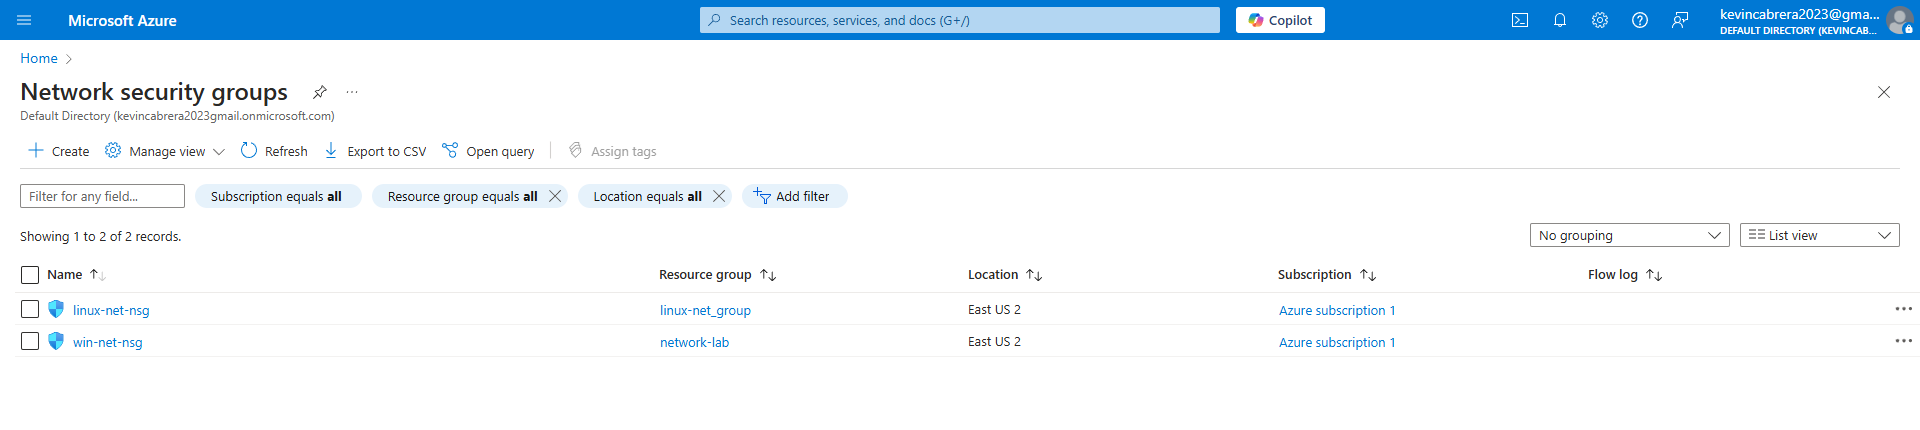 Microsoft Azure
Search resources, services, and docs (G+/)
Copilot
kevincabrera2023@gma...
DEFAULT DIRECTORY (KEVINCAB...
Home
Network security groups
Default Directory (kevincabrera2023gmail.onmicrosoft.com)
Create Manage view Refresh Export to CSV Open query Assign tags
Filter for any field... Subscription equals all Resource group equals all Location equals all Add filter
Showing 1 to 2 of 2 records.
No grouping List view
Name Resource group Location Subscription Flow log
linux-net-nsg linux-net_group East US 2 Azure subscription 1
win-net-nsg network-lab East US 2 Azure subscription 1